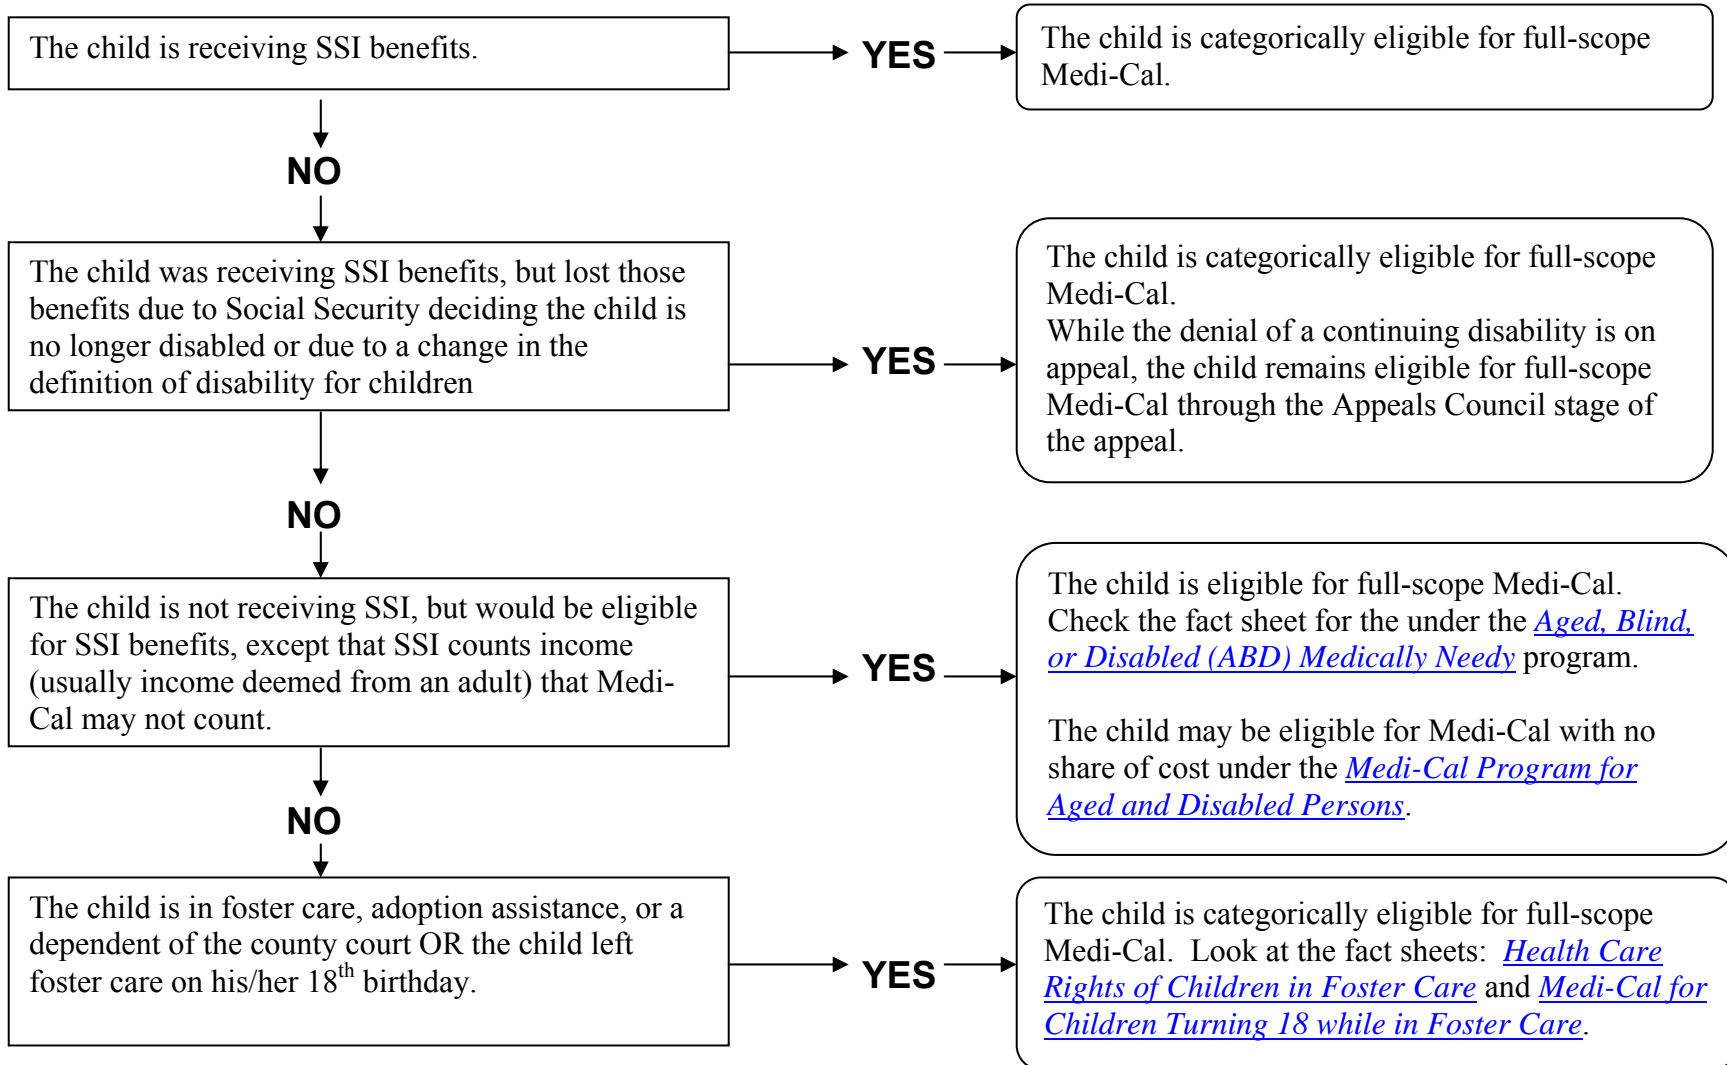 The child is receiving SSI benefits.
YES
The child is categorically eligible for full-scope
Medi-Cal.
NO
The child was receiving SSI benefits, but lost those
benefits due to Social Security deciding the child is
no longer disabled or due to a change in the
definition of disability for children
YES
The child is categorically eligible for full-scope
Medi-Cal.
While the denial of a continuing disability is on
appeal, the child remains eligible for full-scope
Medi-Cal through the Appeals Council stage of
the appeal.
NO
The child is not receiving SSI, but would be eligible
for SSI benefits, except that SSI counts income
(usually income deemed from an adult) that Medi-
Cal may not count.
YES
The child is eligible for full-scope Medi-Cal.
Check the fact sheet for the under the Aged, Blind,
or Disabled (ABD) Medically Needy program.
The child may be eligible for Medi-Cal with no
share of cost under the Medi-Cal Program for
Aged and Disabled Persons.
NO
The child is in foster care, adoption assistance, or a
dependent of the county court OR the child left
foster care on his/her 18th birthday.
YES
The child is categorically eligible for full-scope
Medi-Cal.  Look at the fact sheets:  Health Care
Rights of Children in Foster Care and Medi-Cal for
Children Turning 18 while in Foster Care.